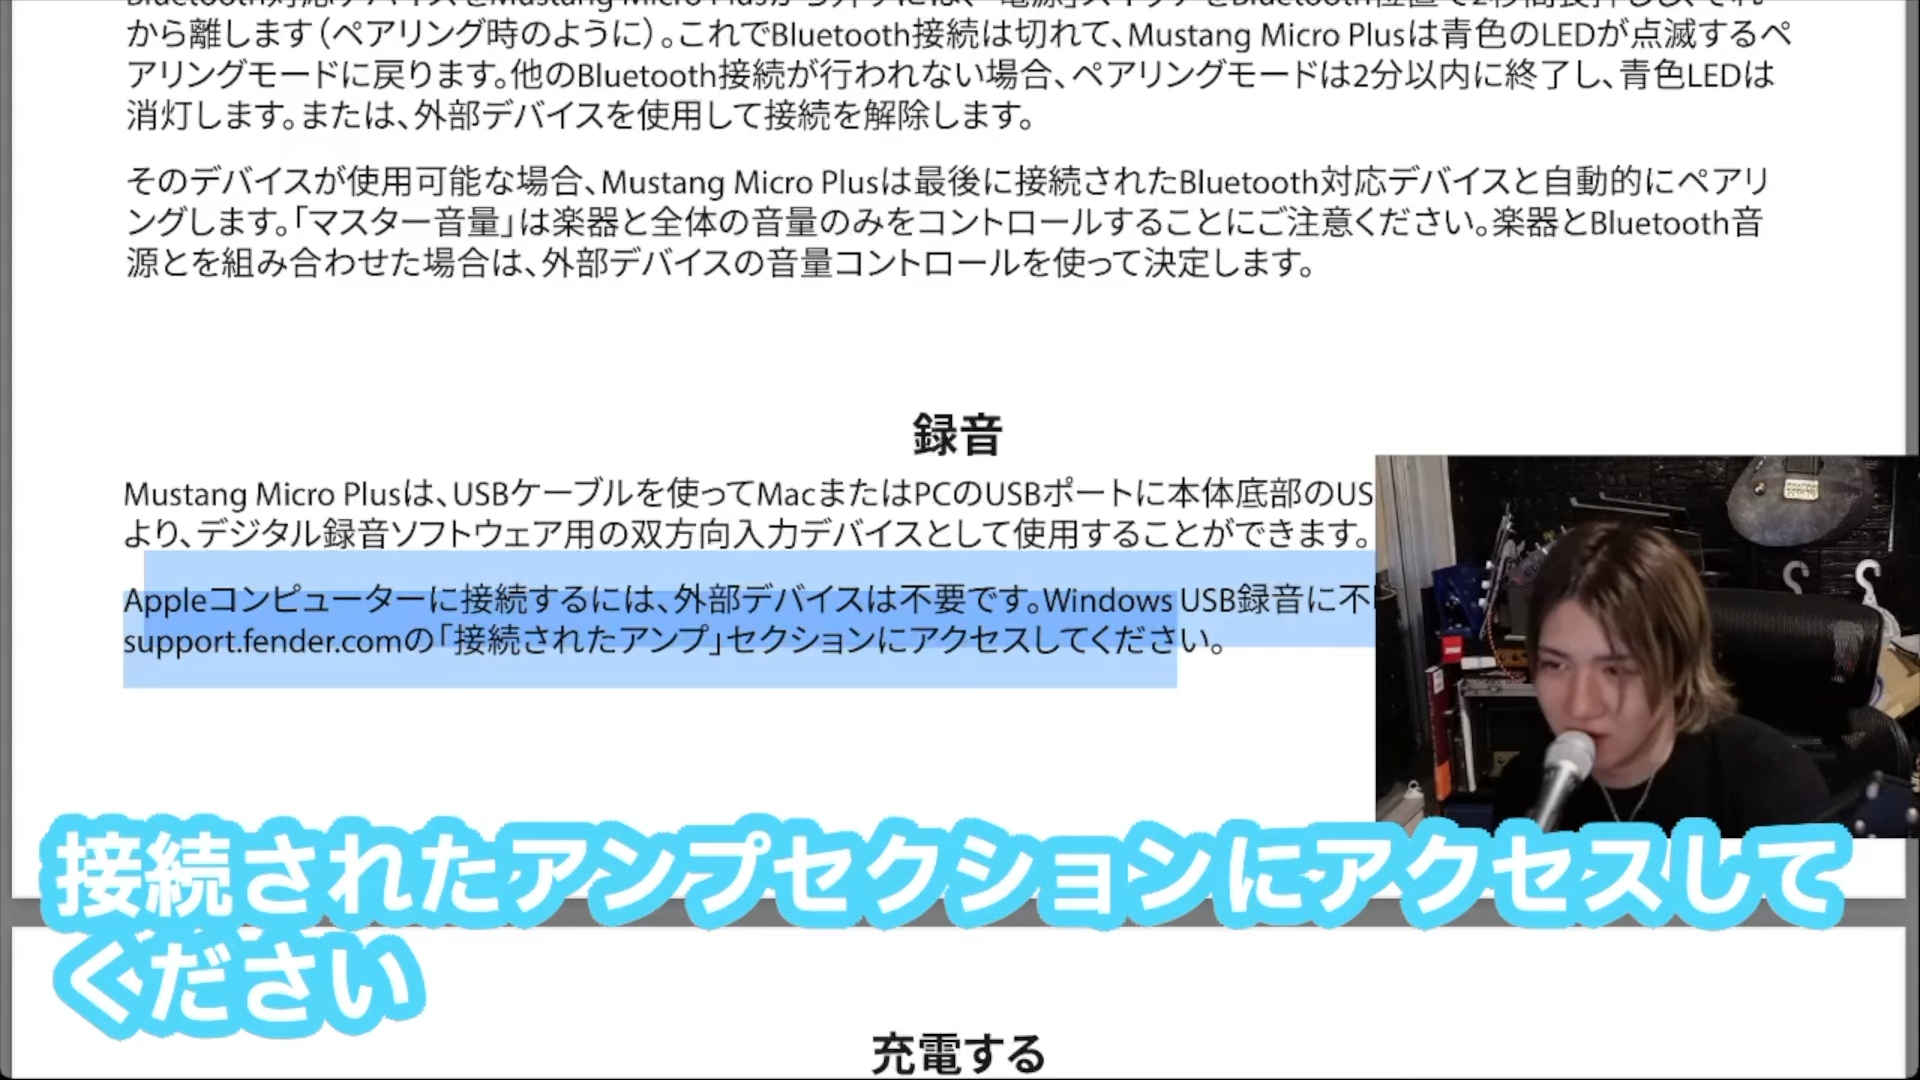 から離します（ペアリング時のように）。これでBluetooth接続は切れて、Mustang Micro Plusは青色のLEDが点滅するペ
アリングモードに戻ります。他のBluetooth接続が行われない場合、ペアリングモードは2分以内に終了し、青色LEDは
消灯します。または、外部デバイスを使用して接続を解除します。
そのデバイスが使用可能な場合、Mustang Micro Plusは最後に接続されたBluetooth対応デバイスと自動的にペアリ
ングします。「マスター音量」は楽器と全体の音量のみをコントロールすることにご注意ください。楽器とBluetooth音
源とを組み合わせた場合は、外部デバイスの音量コントロールを使って決定します。
録音
Mustang Micro Plusは、USBケーブルを使ってMacまたはPCのUSBポートに本体底部のUS
より、デジタル録音ソフトウェア用の双方向入力デバイスとして使用することができます。
Appleコンピューターに接続するには、外部デバイスは不要です。Windows USB録音に不
support.fender.comの「接続されたアンプ」セクションにアクセスしてください。
接続されたアンプセクションにアクセスして
ください
充電する